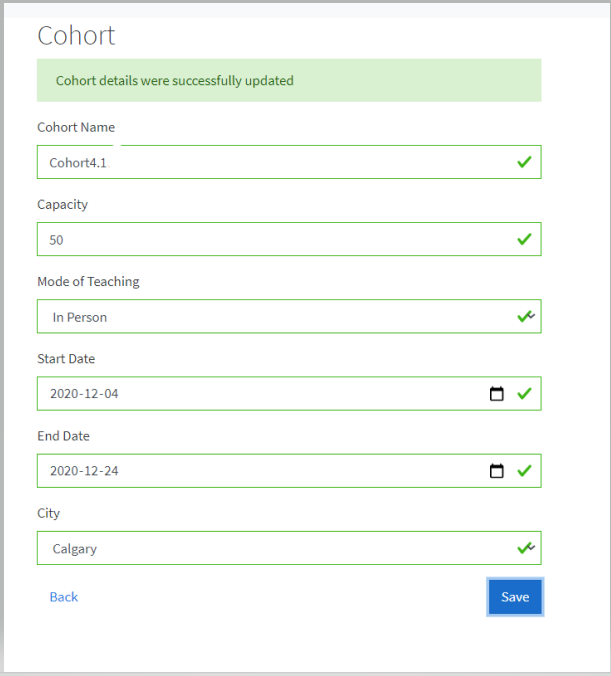 Cohort
Cohort details were successfully updated
Cohort Name
Cohort4.1
Capacity
50
Mode of Teaching
In Person
Start Date
2020-12-04
End Date
2020-12-24
City
Calgary
Back
Save